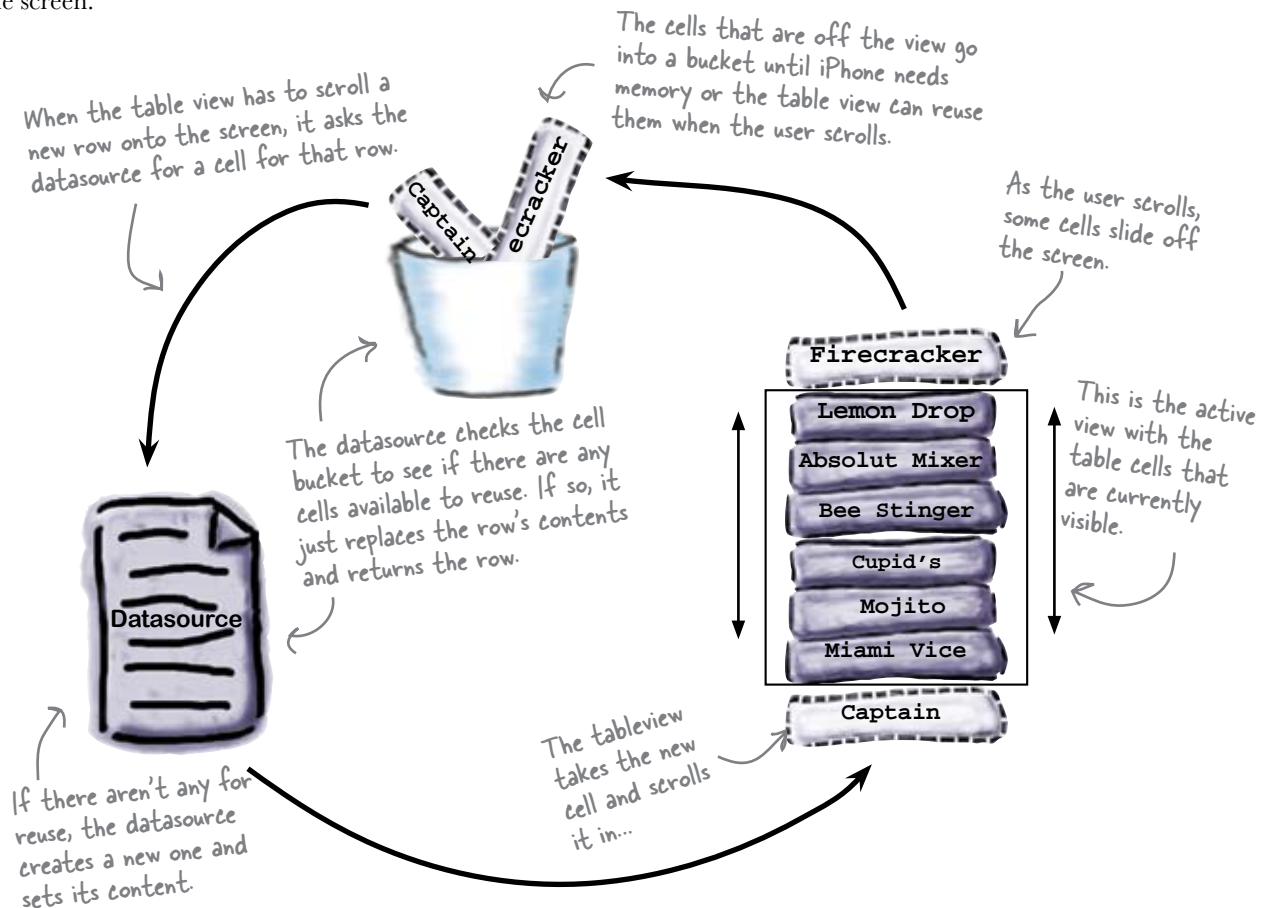 e screen.
The cells that are off the view go
into a bucket until iPhone needs
memory or the table view can reuse
them when the user scrolls.
When the table view has to scroll a
new row onto the screen, it asks the
datasource for a cell for that row.
Captain
ecracker
As the user scrolls,
some cells slide off
the screen.
Firecracker
Lemon Drop
Absolut Mixer
Bee Stinger
Cupid's
Mojito
Miami Vice
Captain
This is the active
view with the
table cells that
are currently
visible.
The datasource checks the cell
bucket to see if there are any
cells available to reuse. If so, it
just replaces the row's contents
and returns the row.
Datasource
The tableview
takes the new
cell and scrolls
it in...
If there aren't any for
reuse, the datasource
creates a new one and
sets its content.